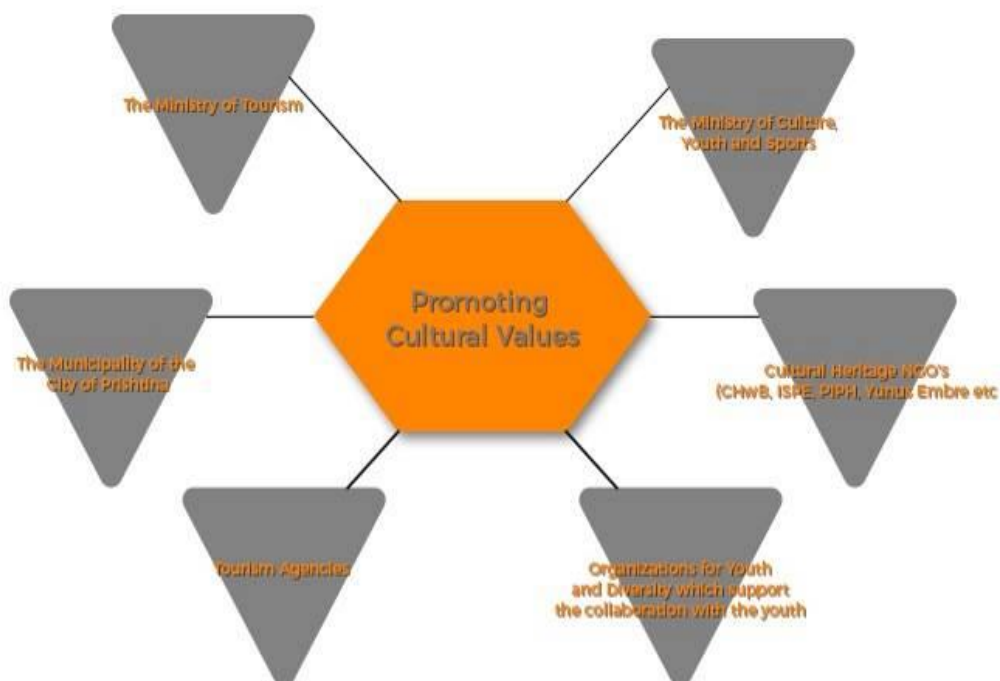 The Ministry of Tourism
The Ministry of Culture,
Youth and Sports
Promoting
Cultural Values
The Municipality of the
City of Prishtina
Cultural Heritage NGO's
(CHwB, ISPE, PIPH, Yunus Embre etc
Tourism Agencies
Organizations for Youth
and Diversity which support
the collaboration with the youth